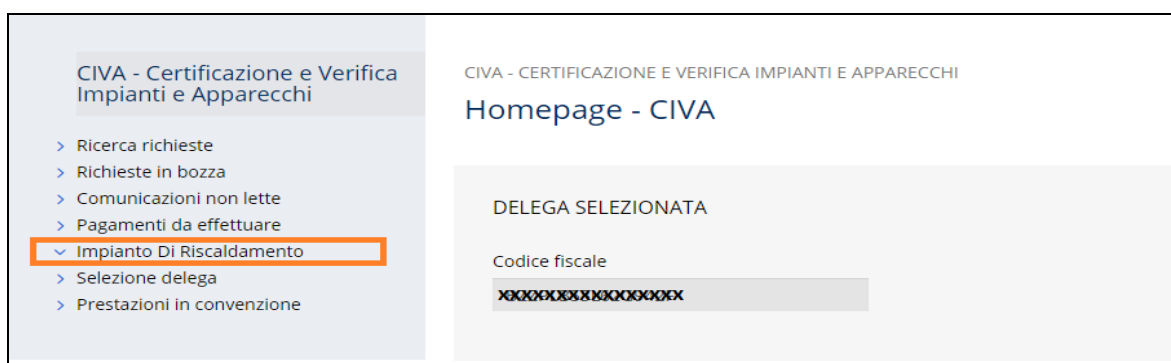 CIVA - Certificazione e Verifica
Impianti e Apparecchi
Ricerca richieste
Richieste in bozza
Comunicazioni non lette
Pagamenti da effettuare
Impianto Di Riscaldamento
Selezione delega
Prestazioni in convenzione
CIVA - CERTIFICAZIONE E VERIFICA IMPIANTI E APPARECCHI
Homepage - CIVA
DELEGA SELEZIONATA
Codice fiscale
XXXXXXXXXXXXXXXX